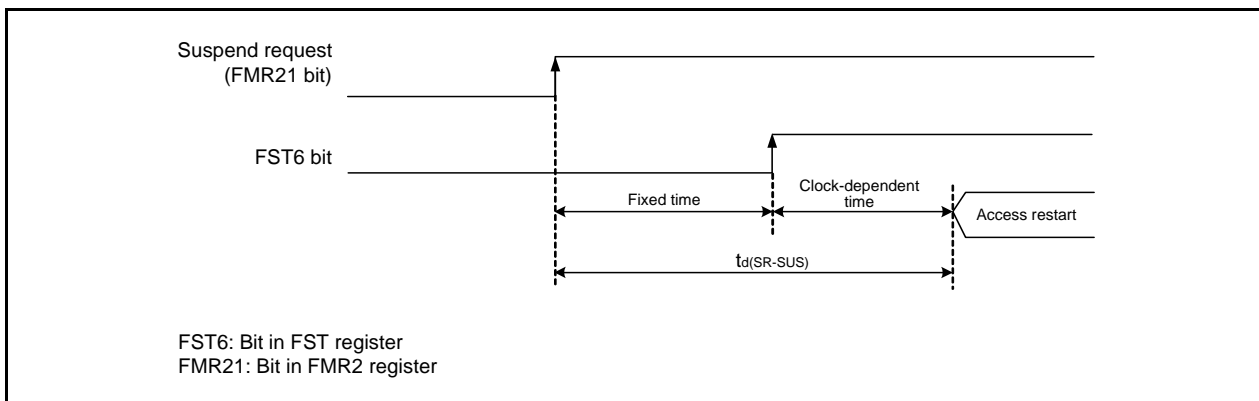 Suspend request
(FMR21 bit)
FST6 bit
Fixed time
Clock-dependent
time
Access restart
td(SR-SUS)
FST6: Bit in FST register
FMR21: Bit in FMR2 register